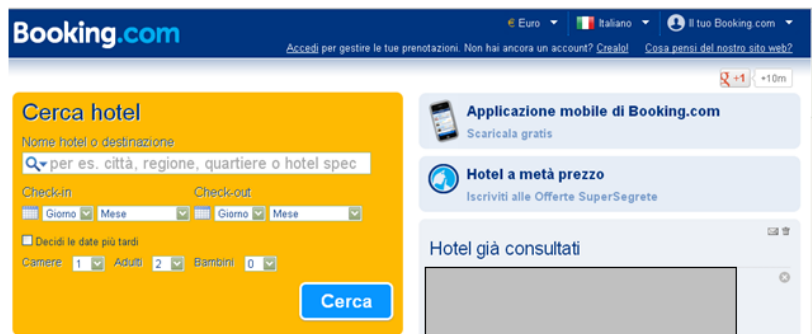 € Euro Italiano Il tuo Booking.com
Booking.com
Accedi per gestire le tue prenotazioni. Non hai ancora un account? Crealo! Cosa pensi del nostro sito web?
g +1 +10m
Cerca hotel
Nome hotel o destinazione
per es. città, regione, quartiere o hotel spec
Check-in Check-out
Giorno Mese Giorno Mese
Decidi le date più tardi
Camere 1 Adulti 2 Bambini 0
Cerca
Applicazione mobile di Booking.com
Scaricala gratis
Hotel a metà prezzo
Iscriviti alle Offerte SuperSegrete
Hotel già consultati